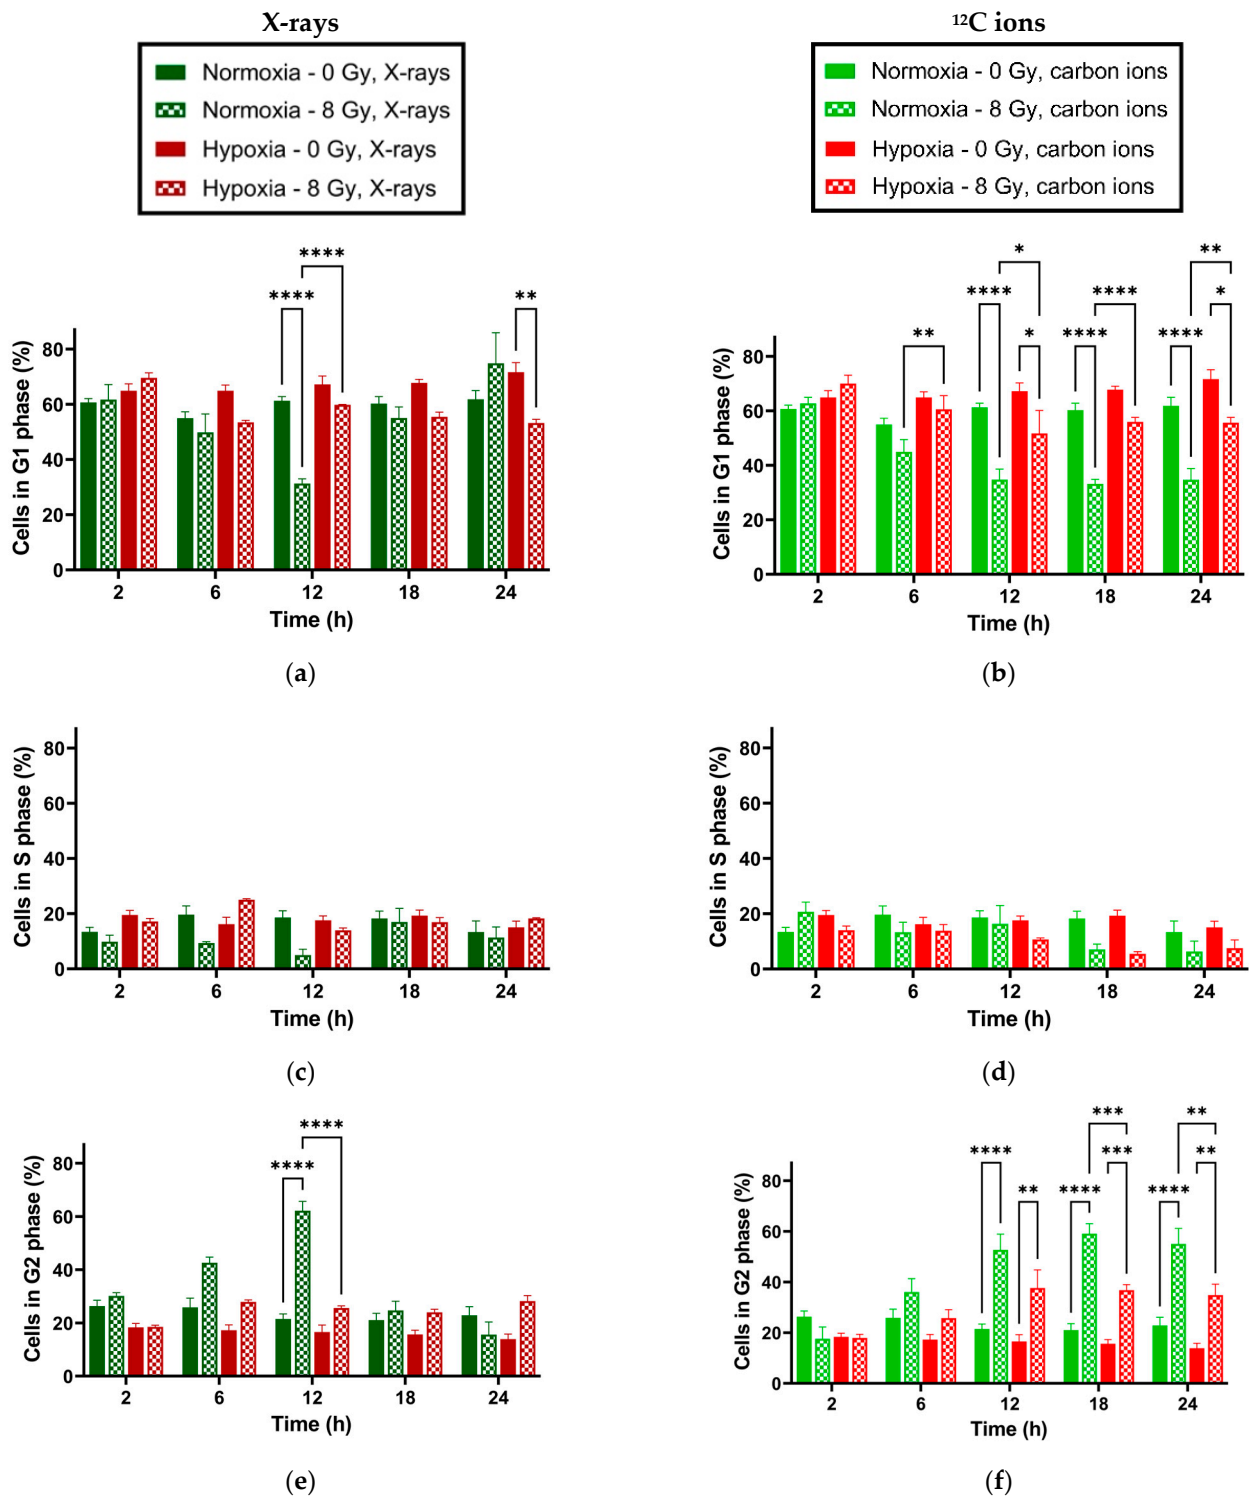 X-rays
Normoxia - 0 Gy, X-rays
Normoxia - 8 Gy, X-rays
Hypoxia - 0 Gy, X-rays
Hypoxia - 8 Gy, X-rays
¹²C ions
Normoxia - 0 Gy, carbon ions
Normoxia - 8 Gy, carbon ions
Hypoxia - 0 Gy, carbon ions
Hypoxia - 8 Gy, carbon ions
Cells in G1 phase (%)
80
60
40
20
0
**** **** **
2 6 12 18 24
Time (h)
(a)
Cells in G1 phase (%)
80
60
40
20
0
* **
**** **** *
** * **** ****
2 6 12 18 24
Time (h)
(b)
Cells in S phase (%)
80
60
40
20
0
2 6 12 18 24
Time (h)
(c)
Cells in S phase (%)
80
60
40
20
0
2 6 12 18 24
Time (h)
(d)
Cells in G2 phase (%)
80
60
40
20
0
****
****
2 6 12 18 24
Time (h)
(e)
Cells in G2 phase (%)
80
60
40
20
0
*** **
**** *** **
** **** ****
2 6 12 18 24
Time (h)
(f)